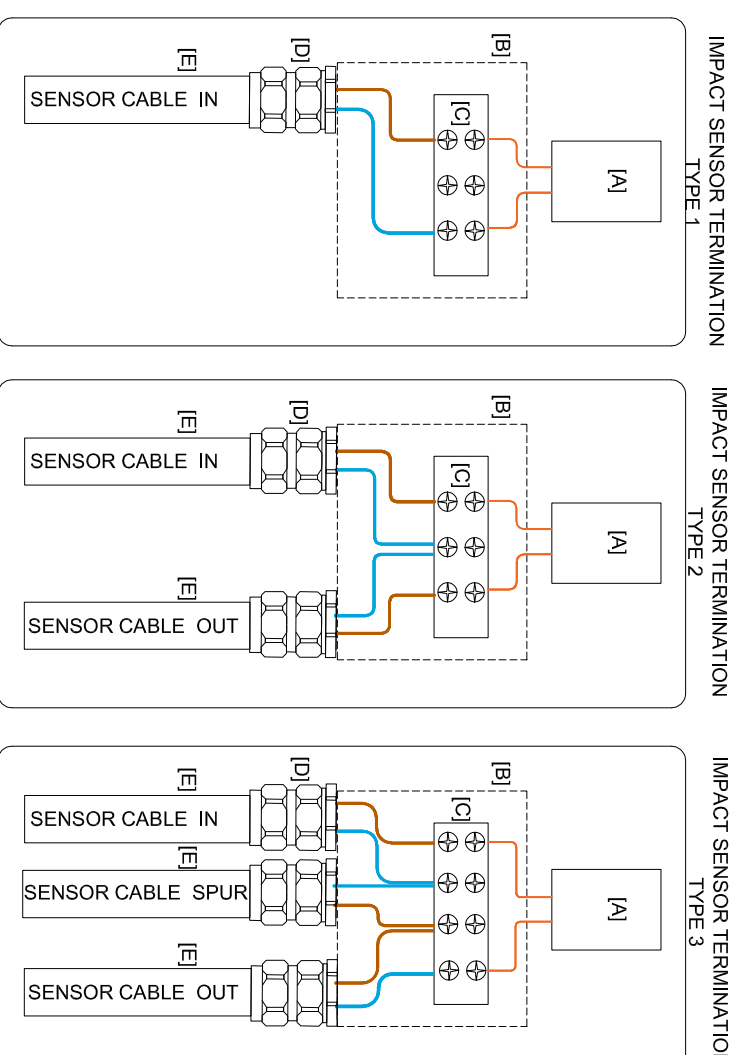 IMPACT SENSOR TERMINATION
TYPE 1
[E]
[D]
[B]
SENSOR CABLE IN
[C]
[A]
IMPACT SENSOR TERMINATION
TYPE 2
[E]
[D]
[B]
SENSOR CABLE IN
[C]
[A]
[E]
SENSOR CABLE OUT
IMPACT SENSOR TERMINATION
TYPE 3
[E]
[D]
[B]
SENSOR CABLE IN
[C]
[E]
SENSOR CABLE SPUR
[A]
[E]
SENSOR CABLE OUT